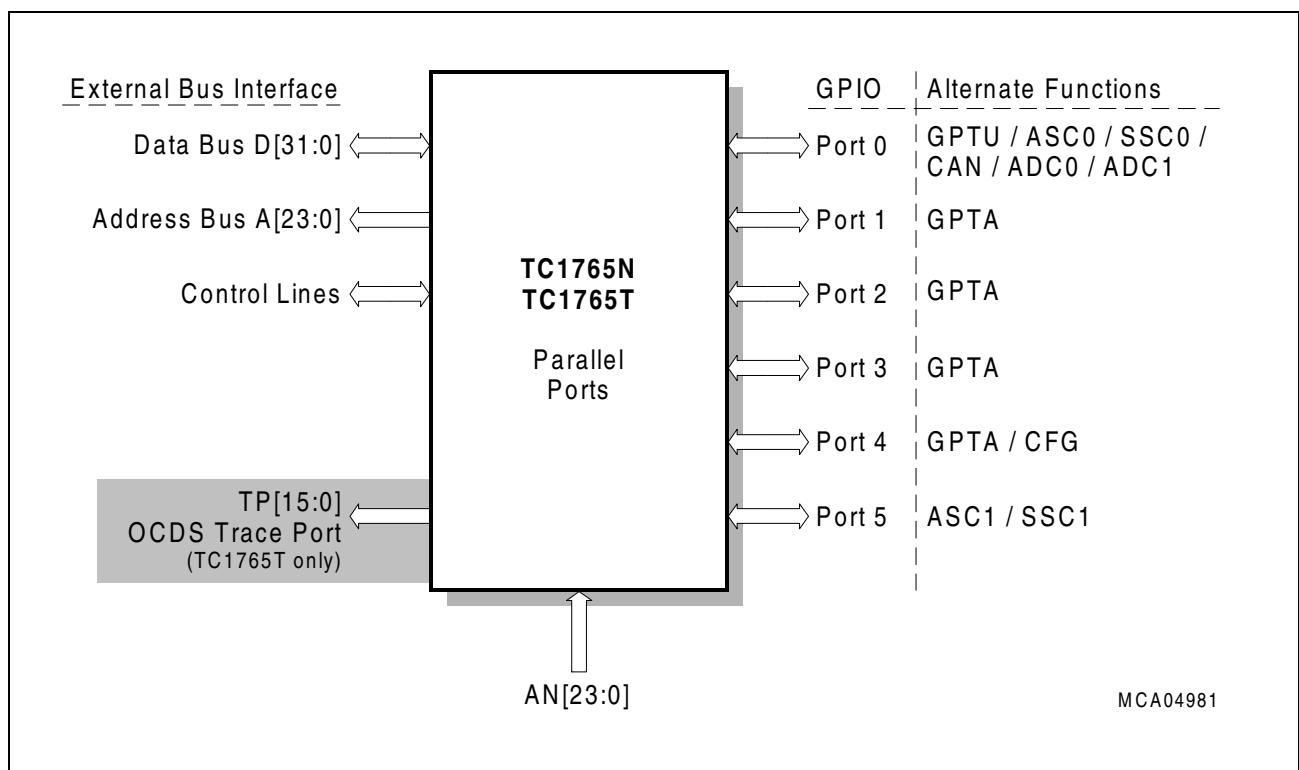 External Bus Interface
Data Bus D[31:0]
Address Bus A[23:0]
Control Lines
TP[15:0]
OCDS Trace Port
(TC1765T only)
TC1765N
TC1765T
Parallel
Ports
AN[23:0]
GPIO Alternate Functions
Port 0 GPTU / ASC0 / SSC0 /
CAN / ADC0 / ADC1
Port 1 GPTA
Port 2 GPTA
Port 3 GPTA
Port 4 GPTA / CFG
Port 5 ASC1 / SSC1
MCA04981